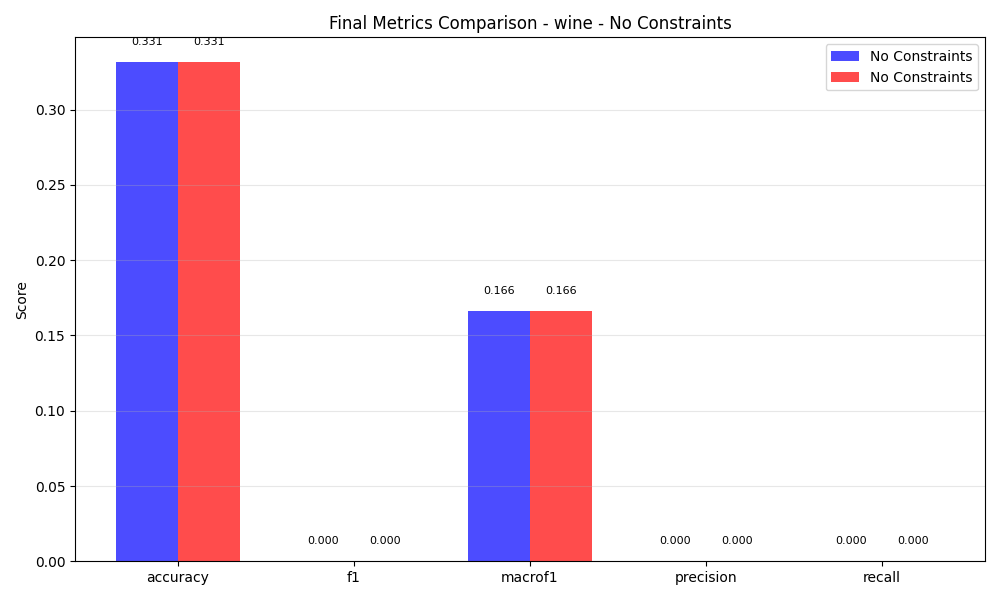 Final Metrics Comparison - wine - No Constraints
No Constraints
No Constraints
Score
0.30
0.25
0.20
0.15
0.10
0.05
0.00
0.331 0.331
0.000 0.000
0.166 0.166
0.000 0.000
0.000 0.000
accuracy f1 macrof1 precision recall